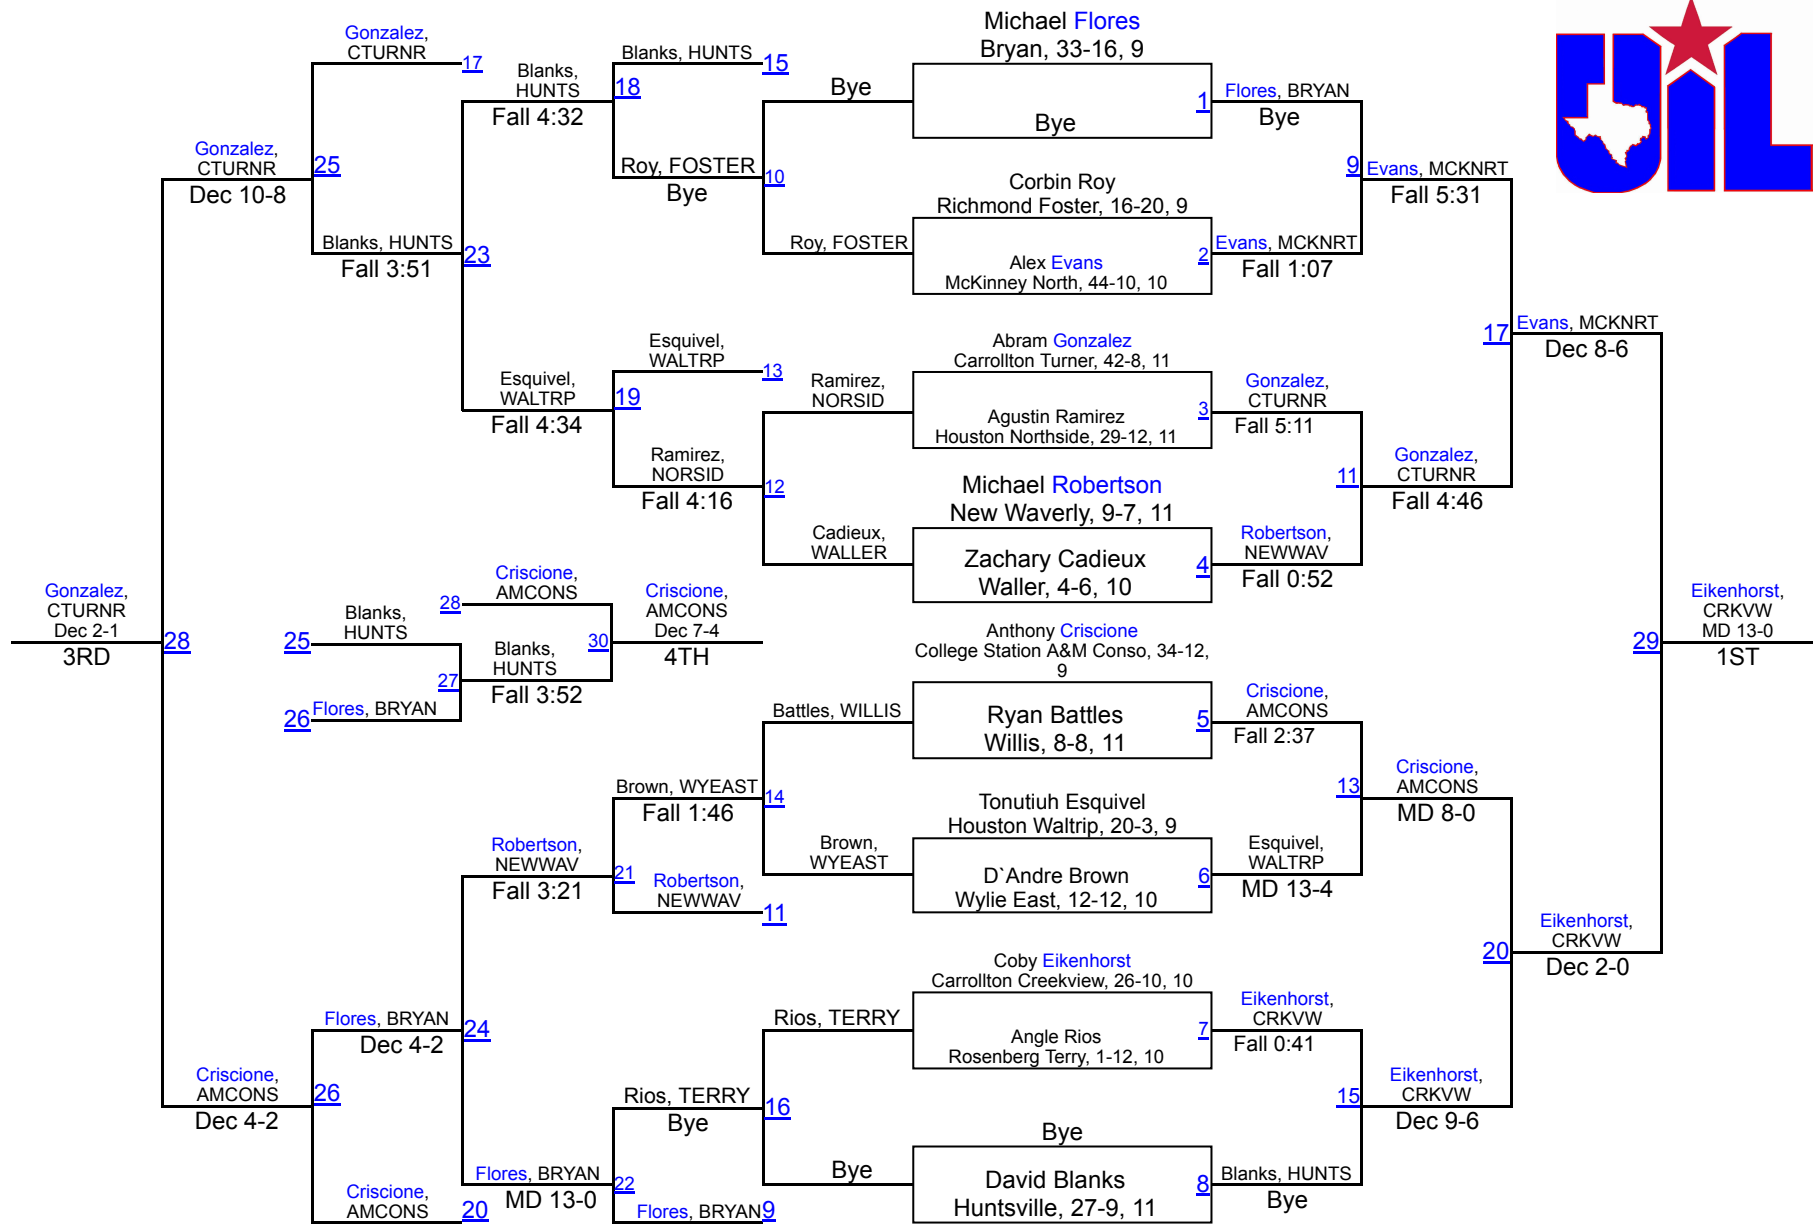 UIL
Gonzalez,
CTURNR
17
Gonzalez,
CTURNR
Dec 10-8
25
Blanks, HUNTS
Fall 3:51
23
Blanks,
HUNTS
Fall 4:32
18
Blanks, HUNTS
15
Roy, FOSTER
Bye
10
Bye
Roy, FOSTER
Esquivel,
WALTRP
Fall 4:34
19
Esquivel,
WALTRP
13
Ramirez,
NORSID
Fall 4:16
12
Ramirez,
NORSID
Cadieux,
WALLER
Gonzalez,
CTURNR
Dec 2-1
3RD
28
25
Blanks,
HUNTS
26
Flores, BRYAN
27
28
Criscione,
AMCONS
Blanks,
HUNTS
Fall 3:52
30
Criscione,
AMCONS
Dec 7-4
4TH
Battles, WILLIS
Brown, WYEAST
Fall 1:46
14
Brown,
WYEAST
Robertson,
NEWWAV
Fall 3:21
21
Robertson,
NEWWAV
11
Flores, BRYAN
Dec 4-2
24
Criscione,
AMCONS
Dec 4-2
26
Criscione,
AMCONS
20
Flores, BRYAN
MD 13-0
22
Rios, TERRY
Bye
16
Flores, BRYAN
9
Rios, TERRY
Bye
Michael Flores
Bryan, 33-16, 9
Bye
1
Corbin Roy
Richmond Foster, 16-20, 9
Alex Evans
McKinney North, 44-10, 10
2
Abram Gonzalez
Carrollton Turner, 42-8, 11
Agustin Ramirez
Houston Northside, 29-12, 11
3
Michael Robertson
New Waverly, 9-7, 11
Zachary Cadieux
Waller, 4-6, 10
4
Anthony Criscione
College Station A&M Conso, 34-12,
9
Ryan Battles
Willis, 8-8, 11
5
Tonutiuh Esquivel
Houston Waltrip, 20-3, 9
D`Andre Brown
Wylie East, 12-12, 10
6
Coby Eikenhorst
Carrollton Creekview, 26-10, 10
Angle Rios
Rosenberg Terry, 1-12, 10
7
Bye
David Blanks
Huntsville, 27-9, 11
8
Flores, BRYAN
Bye
Evans, MCKNRT
Fall 1:07
9
Evans, MCKNRT
Fall 5:31
Gonzalez,
CTURNR
Fall 5:11
Robertson,
NEWWAV
Fall 0:52
11
Gonzalez,
CTURNR
Fall 4:46
17
Evans, MCKNRT
Dec 8-6
Criscione,
AMCONS
Fall 2:37
Esquivel,
WALTRP
MD 13-4
13
Criscione,
AMCONS
MD 8-0
Eikenhorst,
CRKVW
Fall 0:41
Blanks, HUNTS
Bye
15
Eikenhorst,
CRKVW
Dec 9-6
20
Eikenhorst,
CRKVW
Dec 2-0
29
Eikenhorst,
CRKVW
MD 13-0
1ST